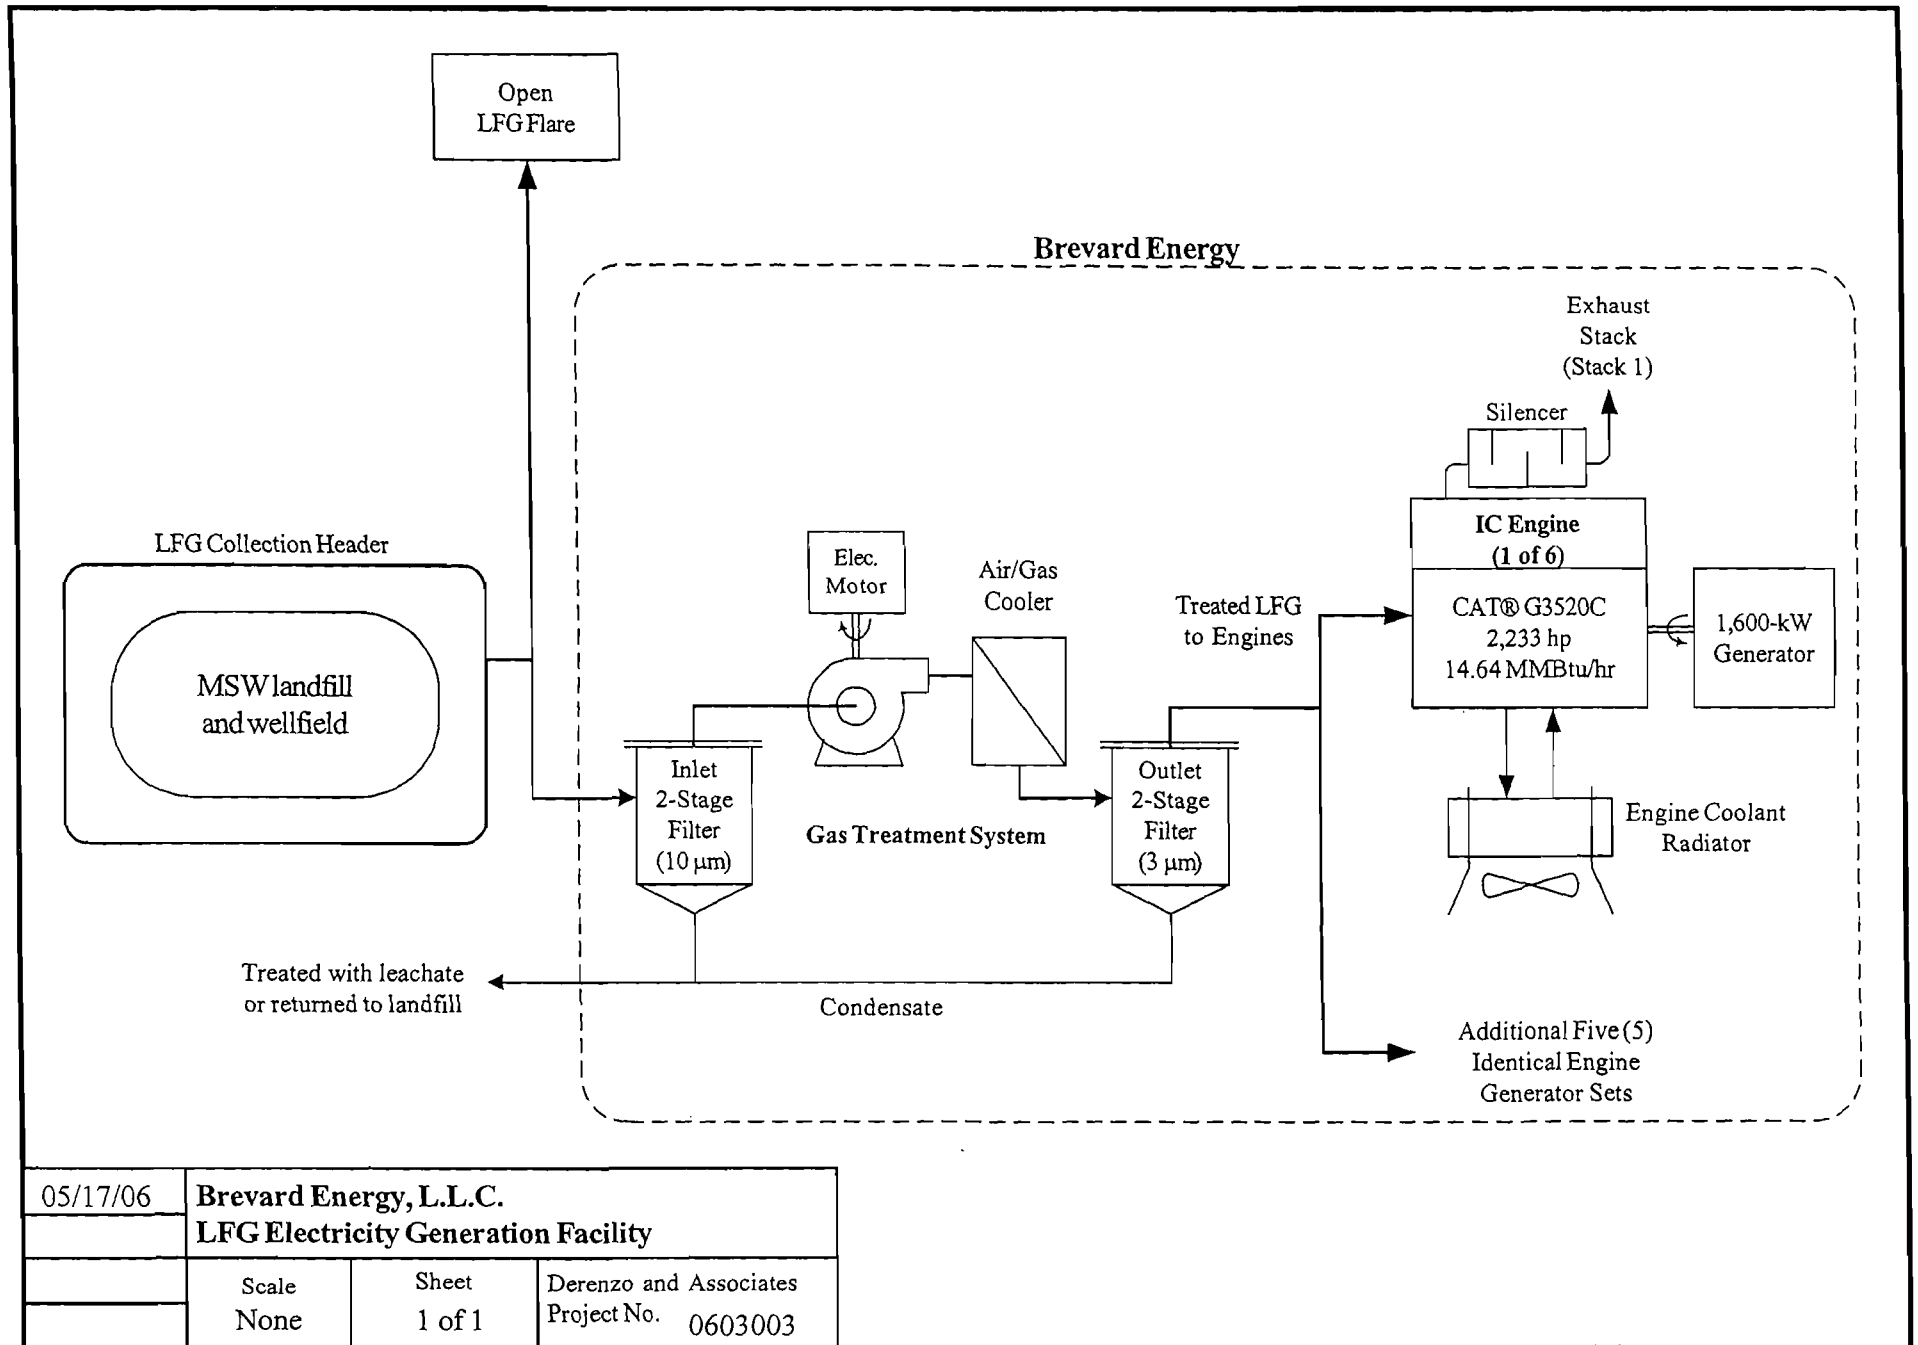 Open
LFG Flare
Brevard Energy
Exhaust
Stack
(Stack 1)
Silencer
IC Engine
(1 of 6)
CAT® G3520C
2,233 hp
14.64 MMBtu/hr
1,600-kW
Generator
LFG Collection Header
MSW landfill
and wellfield
Elec.
Motor
Air/Gas
Cooler
Treated LFG
to Engines
Inlet
2-Stage
Filter
(10 µm)
Gas Treatment System
Outlet
2-Stage
Filter
(3 µm)
Engine Coolant
Radiator
Treated with leachate
or returned to landfill
Condensate
Additional Five (5)
Identical Engine
Generator Sets
05/17/06
Brevard Energy, L.L.C.
LFG Electricity Generation Facility
Scale
None
Sheet
1 of 1
Derenzo and Associates
Project No. 0603003